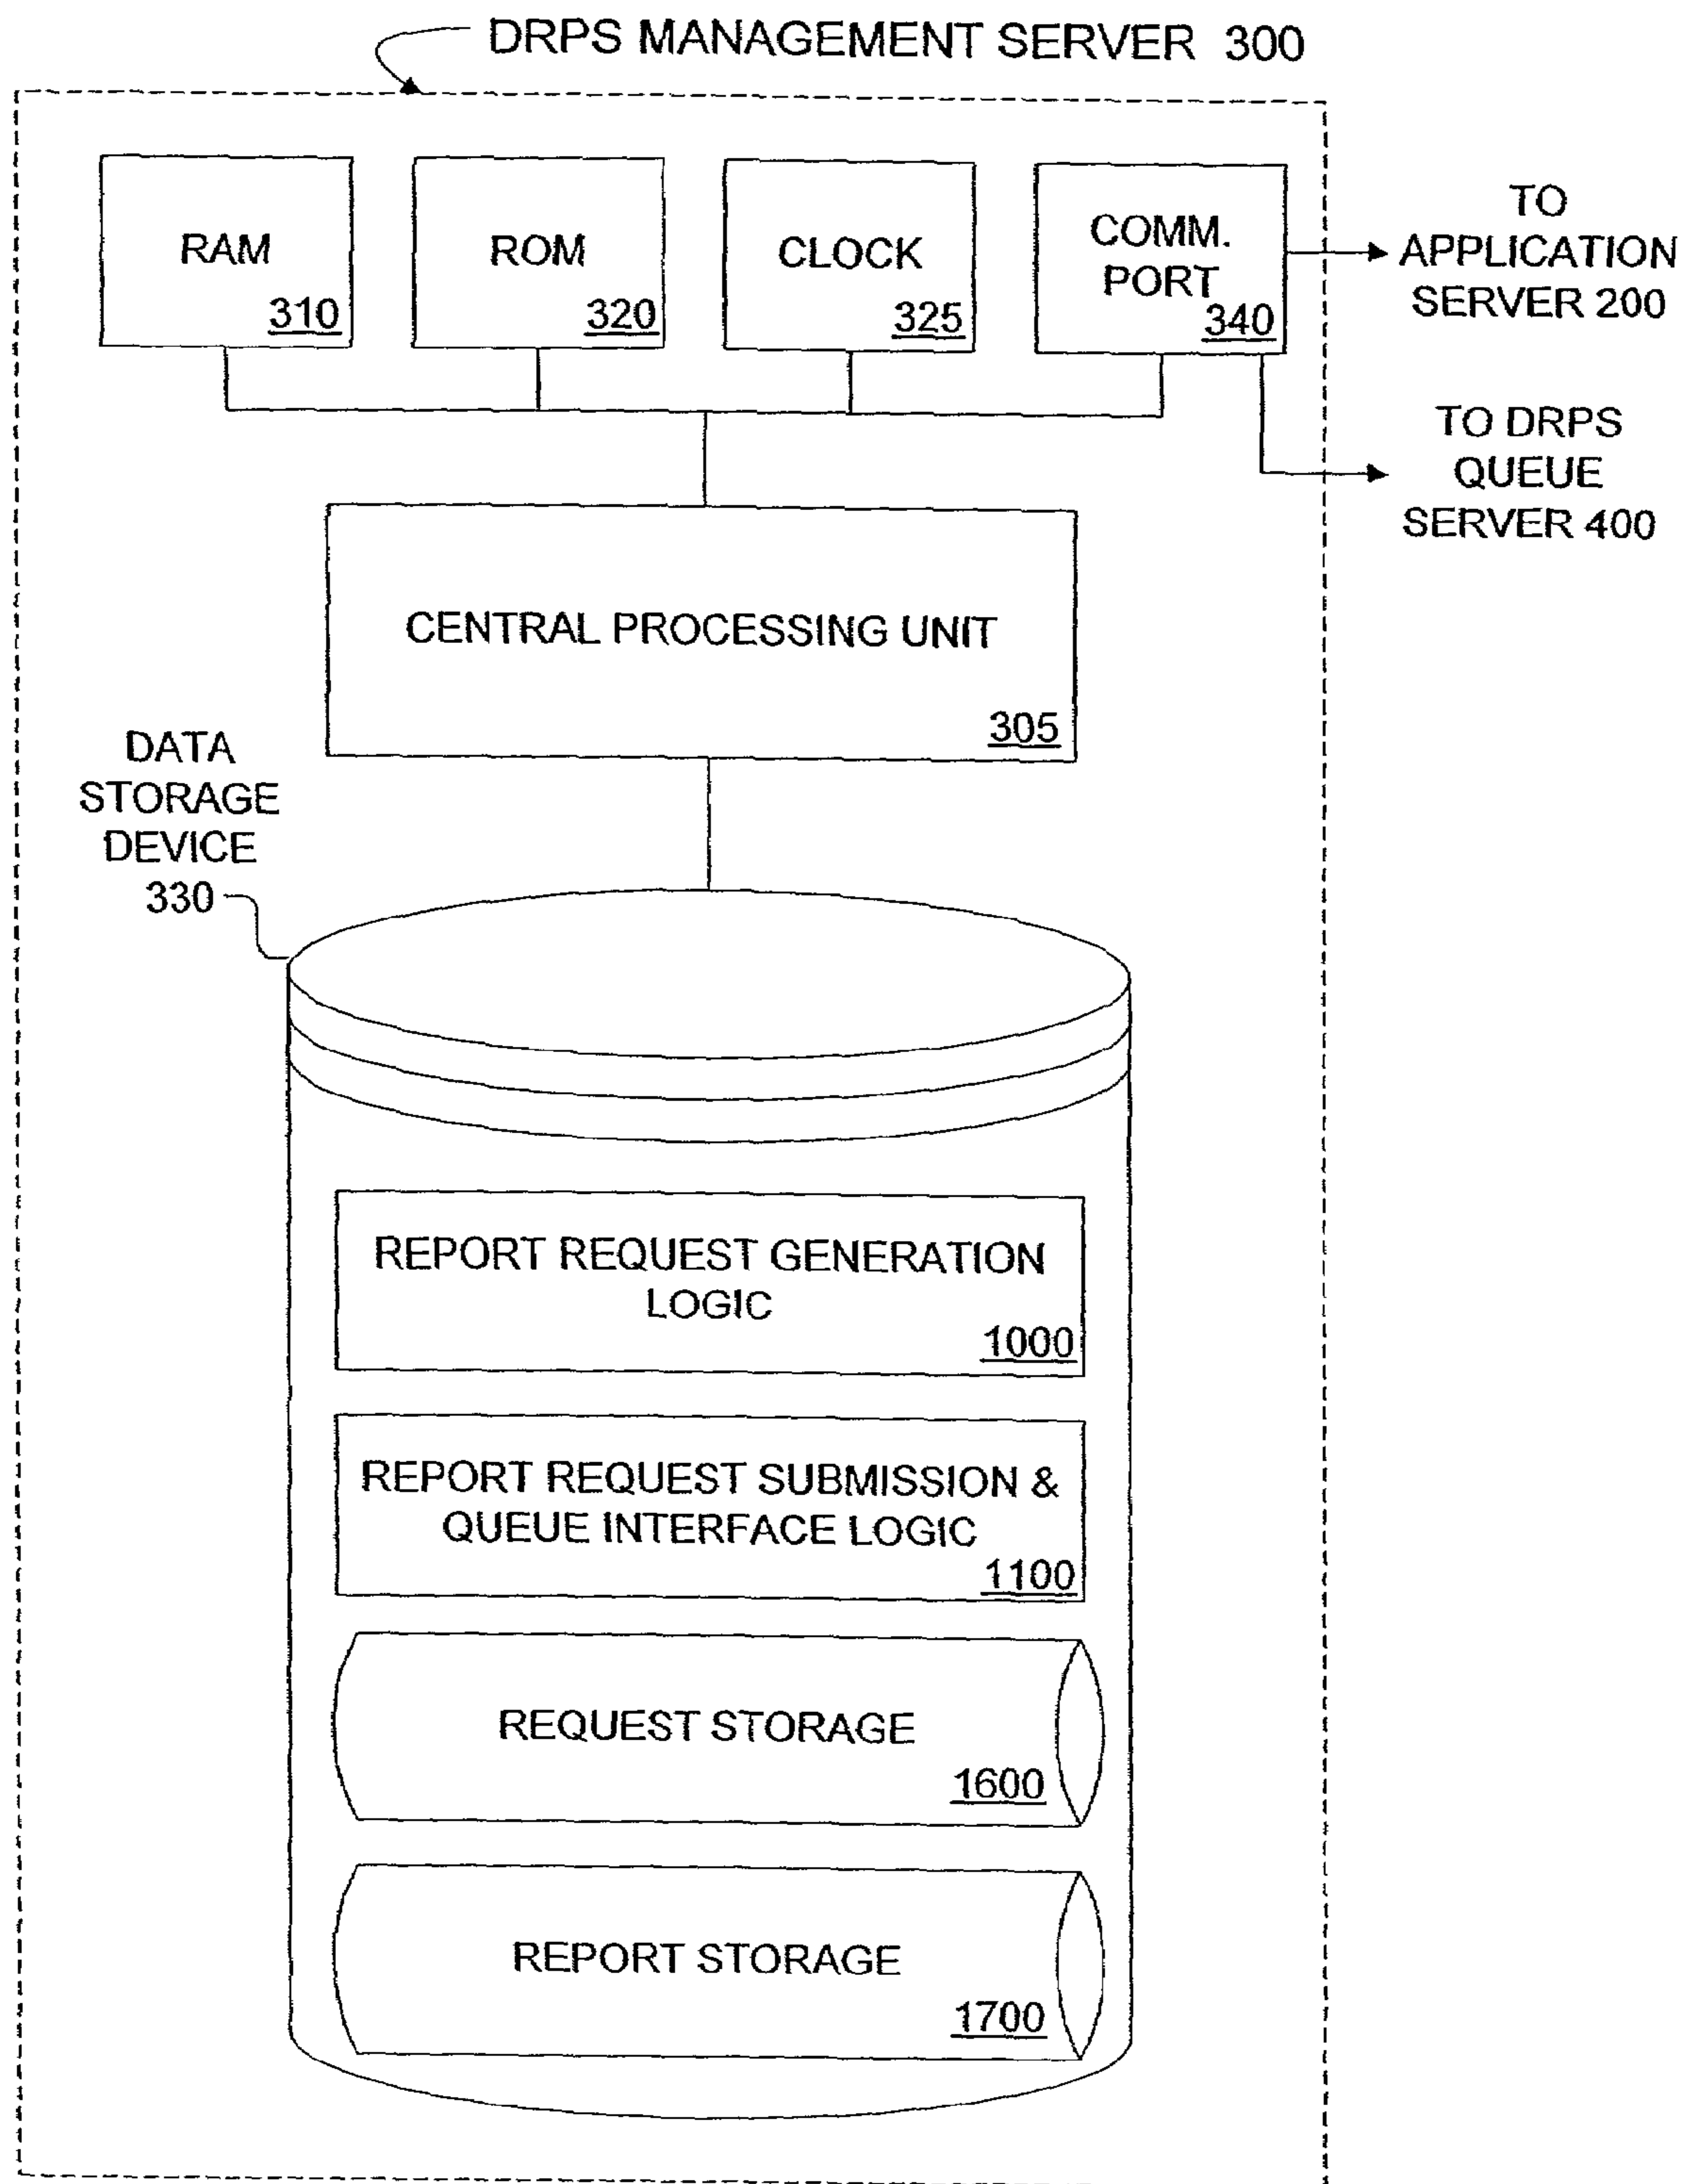 DRPS MANAGEMENT SERVER 300
RAM
310
ROM
320
CLOCK
325
COMM.
PORT
340
TO
APPLICATION
SERVER 200
TO DRPS
QUEUE
SERVER 400
CENTRAL PROCESSING UNIT
305
DATA
STORAGE
DEVICE
330
REPORT REQUEST GENERATION
LOGIC
1000
REPORT REQUEST SUBMISSION &
QUEUE INTERFACE LOGIC
1100
REQUEST STORAGE
1600
REPORT STORAGE
1700